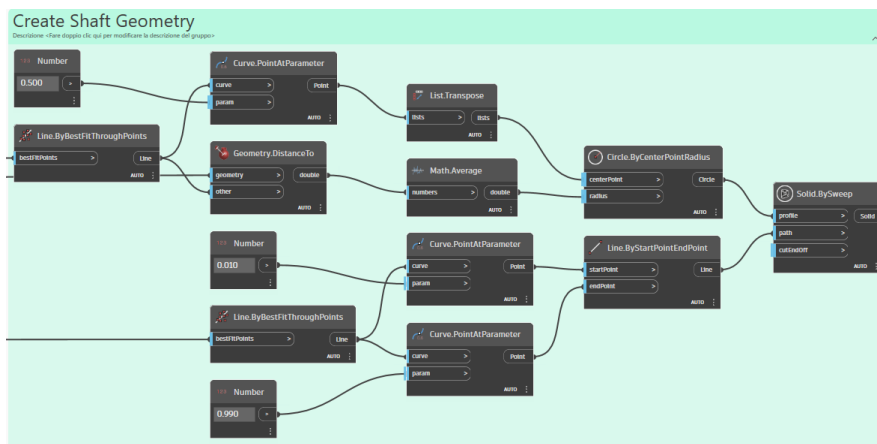 Create Shaft Geometry
Descrizione <Fare doppio clic qui per modificare la descrizione del gruppo>
Number
0.500 >
Curve.PointAtParameter
curve > Point
param >
AUTO
Line.ByBestFitThroughPoints
bestFitPoints > Line
AUTO
Geometry.DistanceTo
geometry > double
other >
AUTO
List.Transpose
lists > lists
AUTO
Math.Average
numbers > double
AUTO
Circle.ByCenterPointRadius
centerPoint > Circle
radius >
AUTO
Solid.BySweep
profile > Solid
path >
cutEndOff >
AUTO
Number
0.010 >
Curve.PointAtParameter
curve > Point
param >
AUTO
Line.ByStartPointEndPoint
startPoint > Line
endPoint >
AUTO
Line.ByBestFitThroughPoints
bestFitPoints > Line
AUTO
Curve.PointAtParameter
curve > Point
param >
AUTO
Number
0.990 >